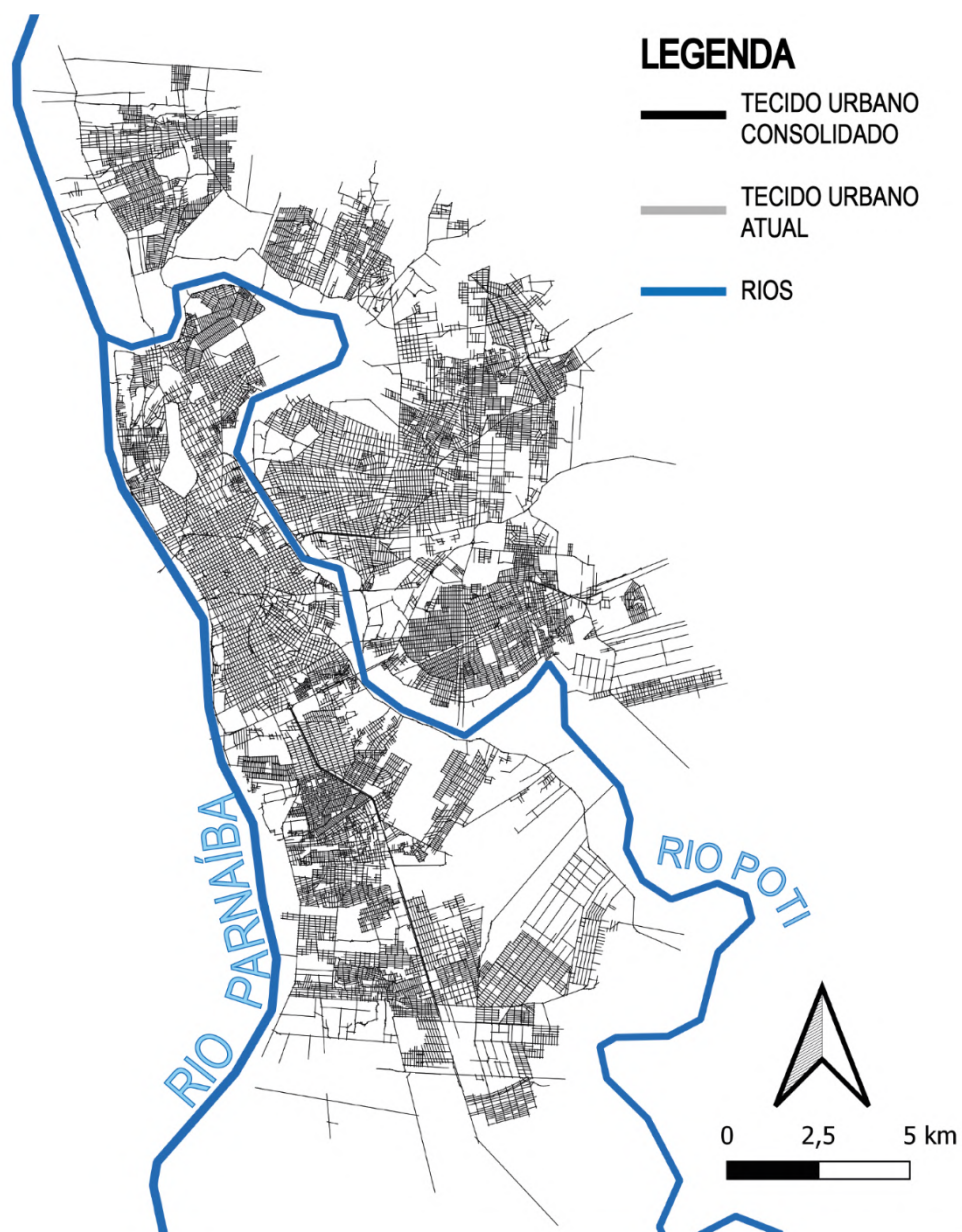 LEGENDA
TECIDO URBANO
CONSOLIDADO
TECIDO URBANO
ATUAL
RIOS
RIO PARNAÍBA
RIO POTI
0 2,5 5 km